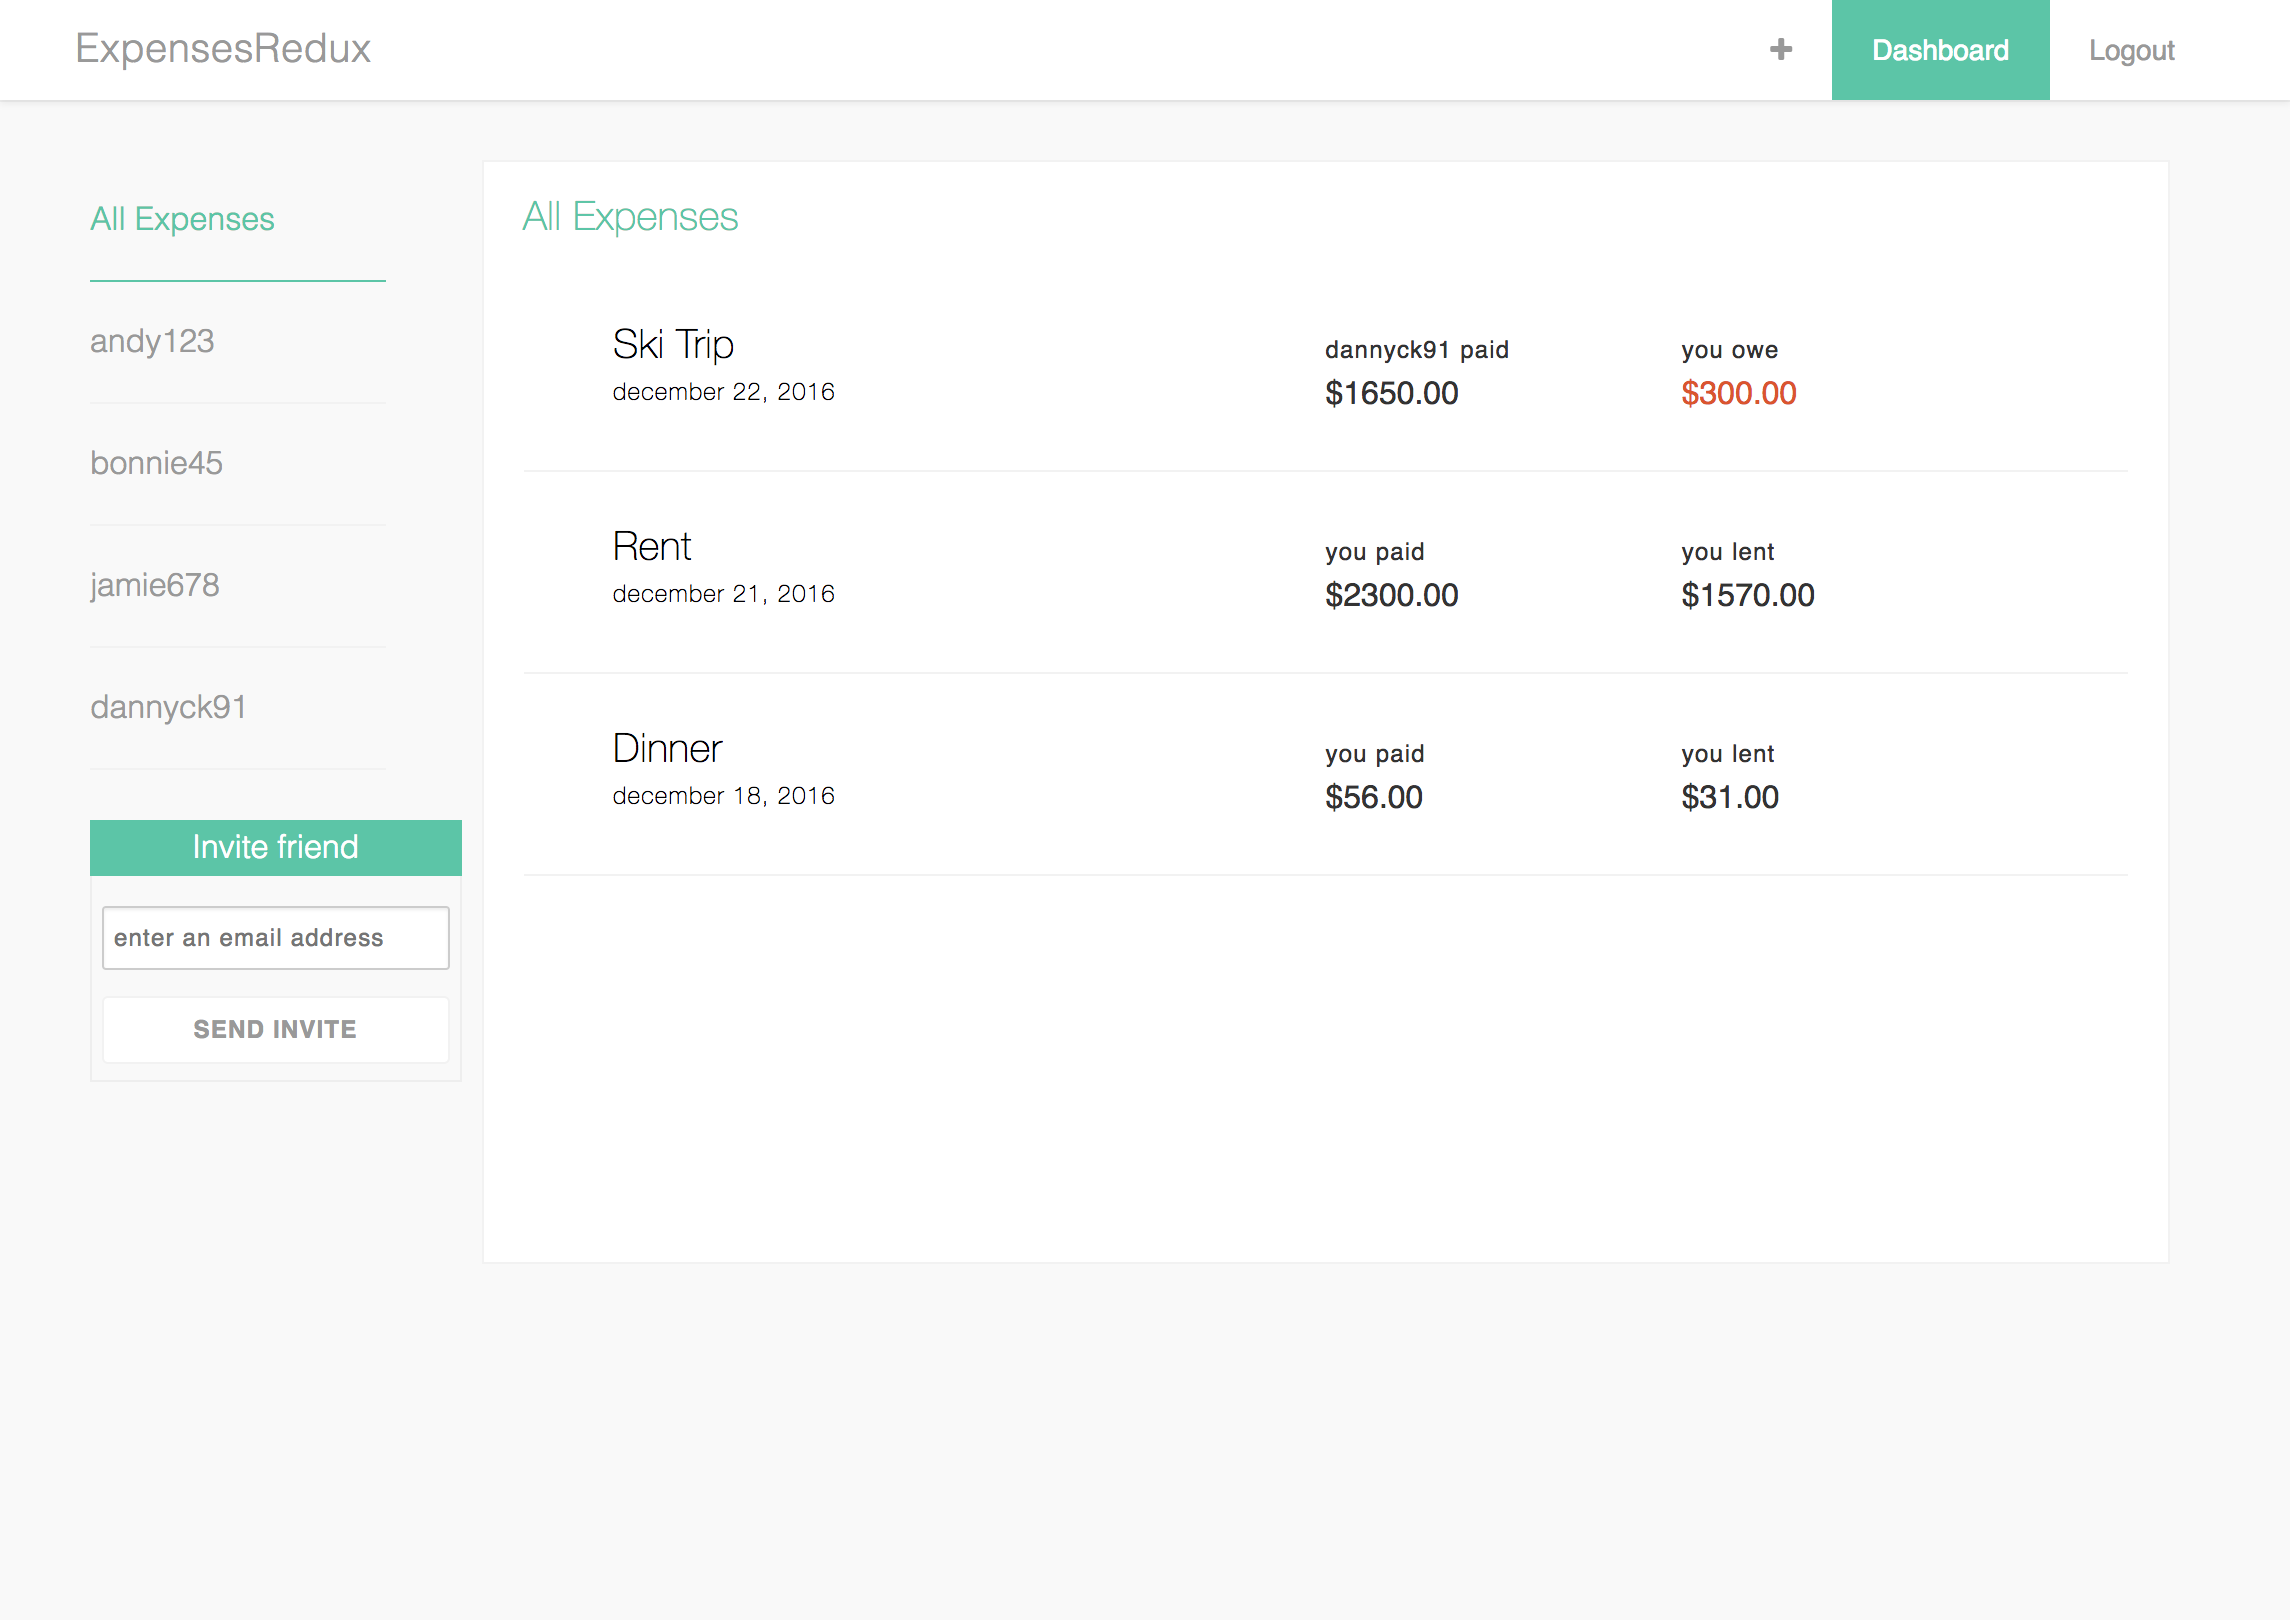 ExpensesRedux
Dashboard
Logout
All Expenses
andy123
bonnie45
jamie678
dannyck91
Invite friend
enter an email address
SEND INVITE
All Expenses
Ski Trip
december 22, 2016
dannyck91 paid
$1650.00
you owe
$300.00
Rent
december 21, 2016
you paid
$2300.00
you lent
$1570.00
Dinner
december 18, 2016
you paid
$56.00
you lent
$31.00